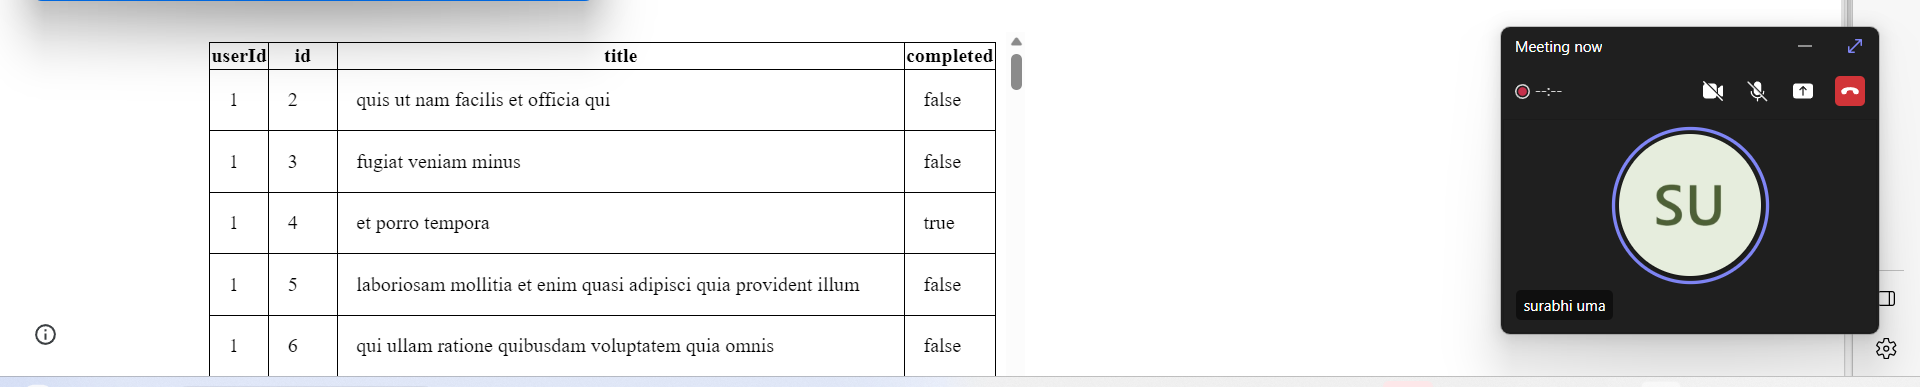 userId id title completed
1 2 quis ut nam facilis et officia qui false
1 3 fugiat veniam minus false
1 4 et porro tempora true
1 5 laboriosam mollitia et enim quasi adipisci quia provident illum false
1 6 qui ullam ratione quibusdam voluptatem quia omnis false
Meeting now
--:--
SU
surabhi uma